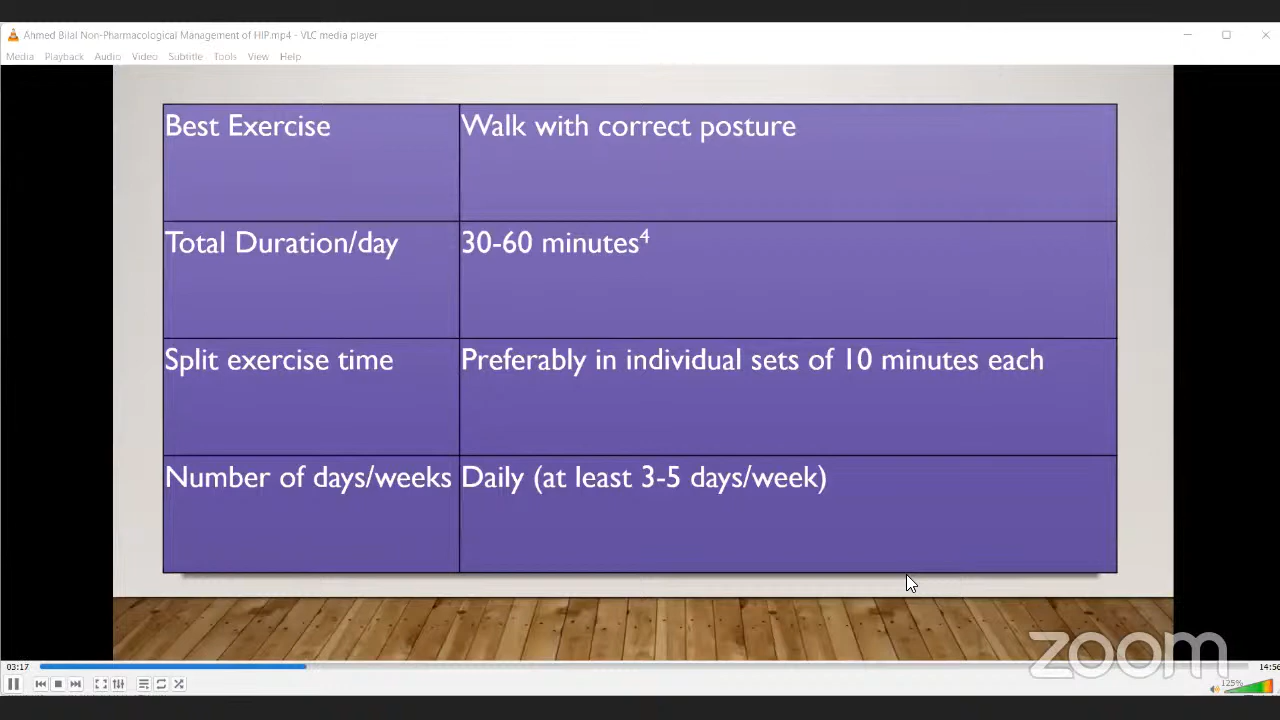 Ahmed Bilal Non-Pharmacological Management of HIP.mp4 - VLC media player
Media Playback Audio Video Subtitle Tools View Help
Best Exercise Walk with correct posture
Total Duration/day 30-60 minutes⁴
Split exercise time Preferably in individual sets of 10 minutes each
Number of days/weeks Daily (at least 3-5 days/week)
zoom
03:17 14:56
125%